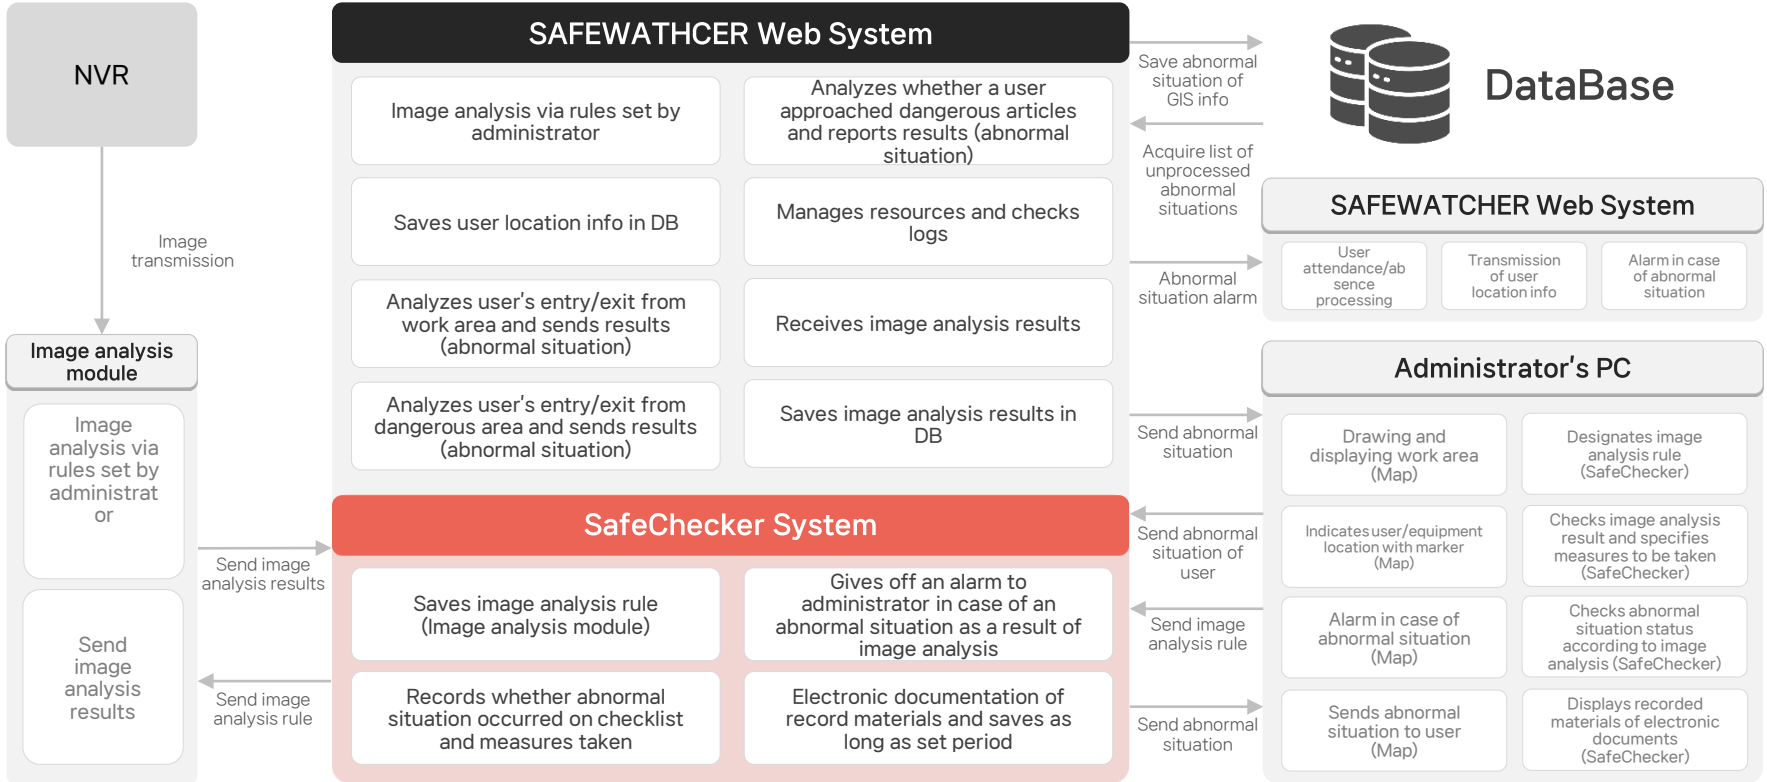 NVR
Image
transmission
Image analysis
module
Image
analysis via
rules set by
administrat
or
Send
image
analysis
results
Send image
analysis results
Send image
analysis rule
SAFEWATHCER Web System
Image analysis via rules set by
administrator
Analyzes whether a user
approached dangerous articles
and reports results (abnormal
situation)
Saves user location info in DB
Manages resources and checks
logs
Analyzes user's entry/exit from
work area and sends results
(abnormal situation)
Receives image analysis results
Analyzes user's entry/exit from
dangerous area and sends results
(abnormal situation)
Saves image analysis results in
DB
SafeChecker System
Saves image analysis rule
(Image analysis module)
Gives off an alarm to
administrator in case of an
abnormal situation as a result of
image analysis
Records whether abnormal
situation occurred on checklist
and measures taken
Electronic documentation of
record materials and saves as
long as set period
Save abnormal
situation of
GIS info
Acquire list of
unprocessed
abnormal
situations
Abnormal
situation alarm
Send abnormal
situation
Send abnormal
situation of
user
Send image
analysis rule
Send abnormal
situation
DataBase
SAFEWATCHER Web System
User
attendance/ab
sence
processing
Transmission
of user
location info
Alarm in case
of abnormal
situation
Administrator's PC
Drawing and
displaying work area
(Map)
Designates image
analysis rule
(SafeChecker)
Indicates user/equipment
location with marker
(Map)
Checks image analysis
result and specifies
measures to be taken
(SafeChecker)
Alarm in case of
abnormal situation
(Map)
Checks abnormal
situation status
according to image
analysis (SafeChecker)
Sends abnormal
situation to user
(Map)
Displays recorded
materials of electronic
documents
(SafeChecker)